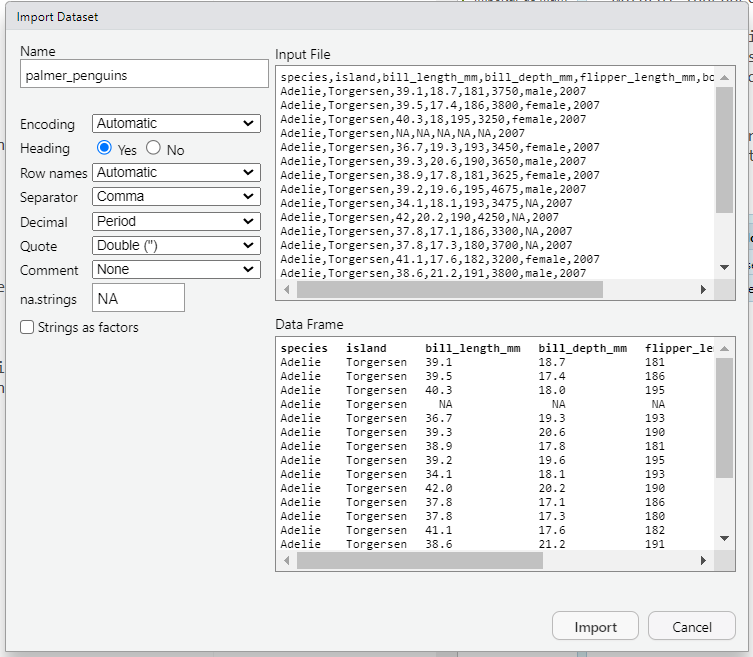 Import Dataset
Name
palmer_penguins
Encoding Automatic
Heading Yes No
Row names Automatic
Separator Comma
Decimal Period
Quote Double (")
Comment None
na.strings NA
Strings as factors
Input File
species,island,bill_length_mm,bill_depth_mm,flipper_length_mm,bo
Adelie,Torgersen,39.1,18.7,181,3750,male,2007
Adelie,Torgersen,39.5,17.4,186,3800,female,2007
Adelie,Torgersen,40.3,18,195,3250,female,2007
Adelie,Torgersen,NA,NA,NA,NA,NA,2007
Adelie,Torgersen,36.7,19.3,193,3450,female,2007
Adelie,Torgersen,39.3,20.6,190,3650,male,2007
Adelie,Torgersen,38.9,17.8,181,3625,female,2007
Adelie,Torgersen,39.2,19.6,195,4675,male,2007
Adelie,Torgersen,34.1,18.1,193,3475,NA,2007
Adelie,Torgersen,42,20.2,190,4250,NA,2007
Adelie,Torgersen,37.8,17.1,186,3300,NA,2007
Adelie,Torgersen,37.8,17.3,180,3700,NA,2007
Adelie,Torgersen,41.1,17.6,182,3200,female,2007
Adelie,Torgersen,38.6,21.2,191,3800,male,2007
Data Frame
species island bill_length_mm bill_depth_mm flipper_le
Adelie Torgersen 39.1 18.7 181
Adelie Torgersen 39.5 17.4 186
Adelie Torgersen 40.3 18.0 195
Adelie Torgersen NA NA NA
Adelie Torgersen 36.7 19.3 193
Adelie Torgersen 39.3 20.6 190
Adelie Torgersen 38.9 17.8 181
Adelie Torgersen 39.2 19.6 195
Adelie Torgersen 34.1 18.1 193
Adelie Torgersen 42.0 20.2 190
Adelie Torgersen 37.8 17.1 186
Adelie Torgersen 37.8 17.3 180
Adelie Torgersen 41.1 17.6 182
Adelie Torgersen 38.6 21.2 191
Import Cancel